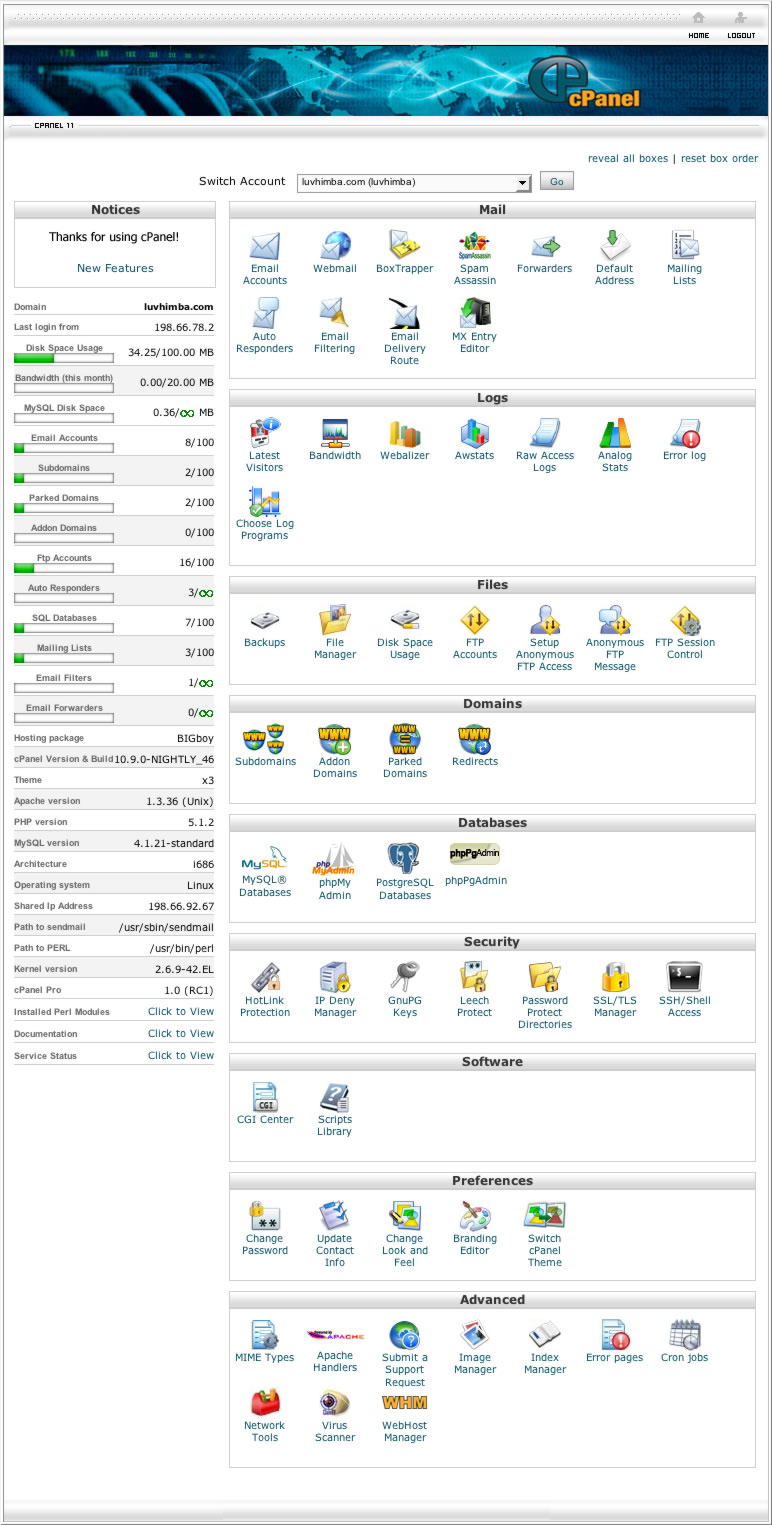 HOME LOGOUT
cPanel
CPANEL 11
reveal all boxes | reset box order
Switch Account luvhimba.com (luvhimba) Go
Notices
Thanks for using cPanel!
New Features
Domain luvhimba.com
Last login from 198.66.78.2
Disk Space Usage 34.25/100.00 MB
Bandwidth (this month) 0.00/20.00 MB
MySQL Disk Space 0.36/∞ MB
Email Accounts 8/100
Subdomains 2/100
Parked Domains 2/100
Addon Domains 0/100
Ftp Accounts 16/100
Auto Responders 3/∞
SQL Databases 7/100
Mailing Lists 3/100
Email Filters 1/∞
Email Forwarders 0/∞
Hosting package BIGboy
cPanel Version & Build 10.9.0-NIGHTLY_46
Theme x3
Apache version 1.3.36 (Unix)
PHP version 5.1.2
MySQL version 4.1.21-standard
Architecture i686
Operating system Linux
Shared Ip Address 198.66.92.67
Path to sendmail /usr/sbin/sendmail
Path to PERL /usr/bin/perl
Kernel version 2.6.9-42.EL
cPanel Pro 1.0 (RC1)
Installed Perl Modules Click to View
Documentation Click to View
Service Status Click to View
Mail
SpamAssassin
Email Webmail BoxTrapper Spam Forwarders Default Mailing
Accounts Assassin Address Lists
Auto Email Email MX Entry
Responders Filtering Delivery Editor
Route
Logs
Latest Bandwidth Webalizer Awstats Raw Access Analog Error log
Visitors Logs Stats
Choose Log
Programs
Files
Backups File Disk Space FTP Setup Anonymous FTP Session
Manager Usage Accounts Anonymous FTP Control
FTP Access Message
Domains
WWW WWW WWW WWW
WWW WWW WWW
Subdomains Addon Parked Redirects
Domains Domains
Databases
MySQL php MyAdmin phpPgAdmin
MySQL® phpMy PostgreSQL phpPgAdmin
Databases Admin Databases
Security
$ _
HotLink IP Deny GnuPG Leech Password SSL/TLS SSH/Shell
Protection Manager Keys Protect Protect Manager Access
Directories
Software
CGI
CGI Center Scripts
Library
Preferences
**
Change Update Change Branding Switch
Password Contact Look and Editor cPanel
Info Feel Theme
Advanced
Powered by APACHE
MIME Types Apache Submit a Image Index Error pages Cron jobs
Handlers Support Manager Manager
Request
WHM
Network Virus WebHost
Tools Scanner Manager